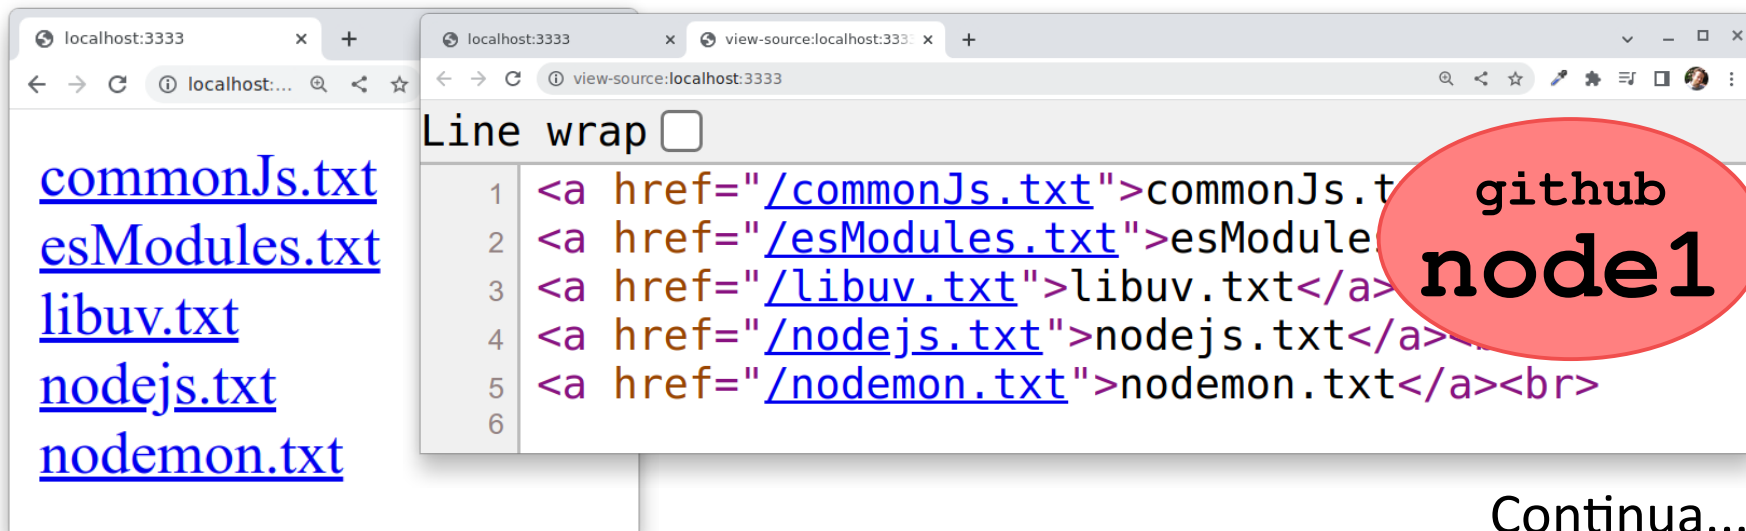 localhost:3333
localhost:...
commonJs.txt
esModules.txt
libuv.txt
nodejs.txt
nodemon.txt
localhost:3333
view-source:localhost:333
view-source:localhost:3333
Line wrap
1 <a href="/commonJs.txt">commonJs.t
2 <a href="/esModules.txt">esModule
3 <a href="/libuv.txt">libuv.txt</a>
4 <a href="/nodejs.txt">nodejs.txt</a>
5 <a href="/nodemon.txt">nodemon.txt</a><br>
6
github
node1
Continua...